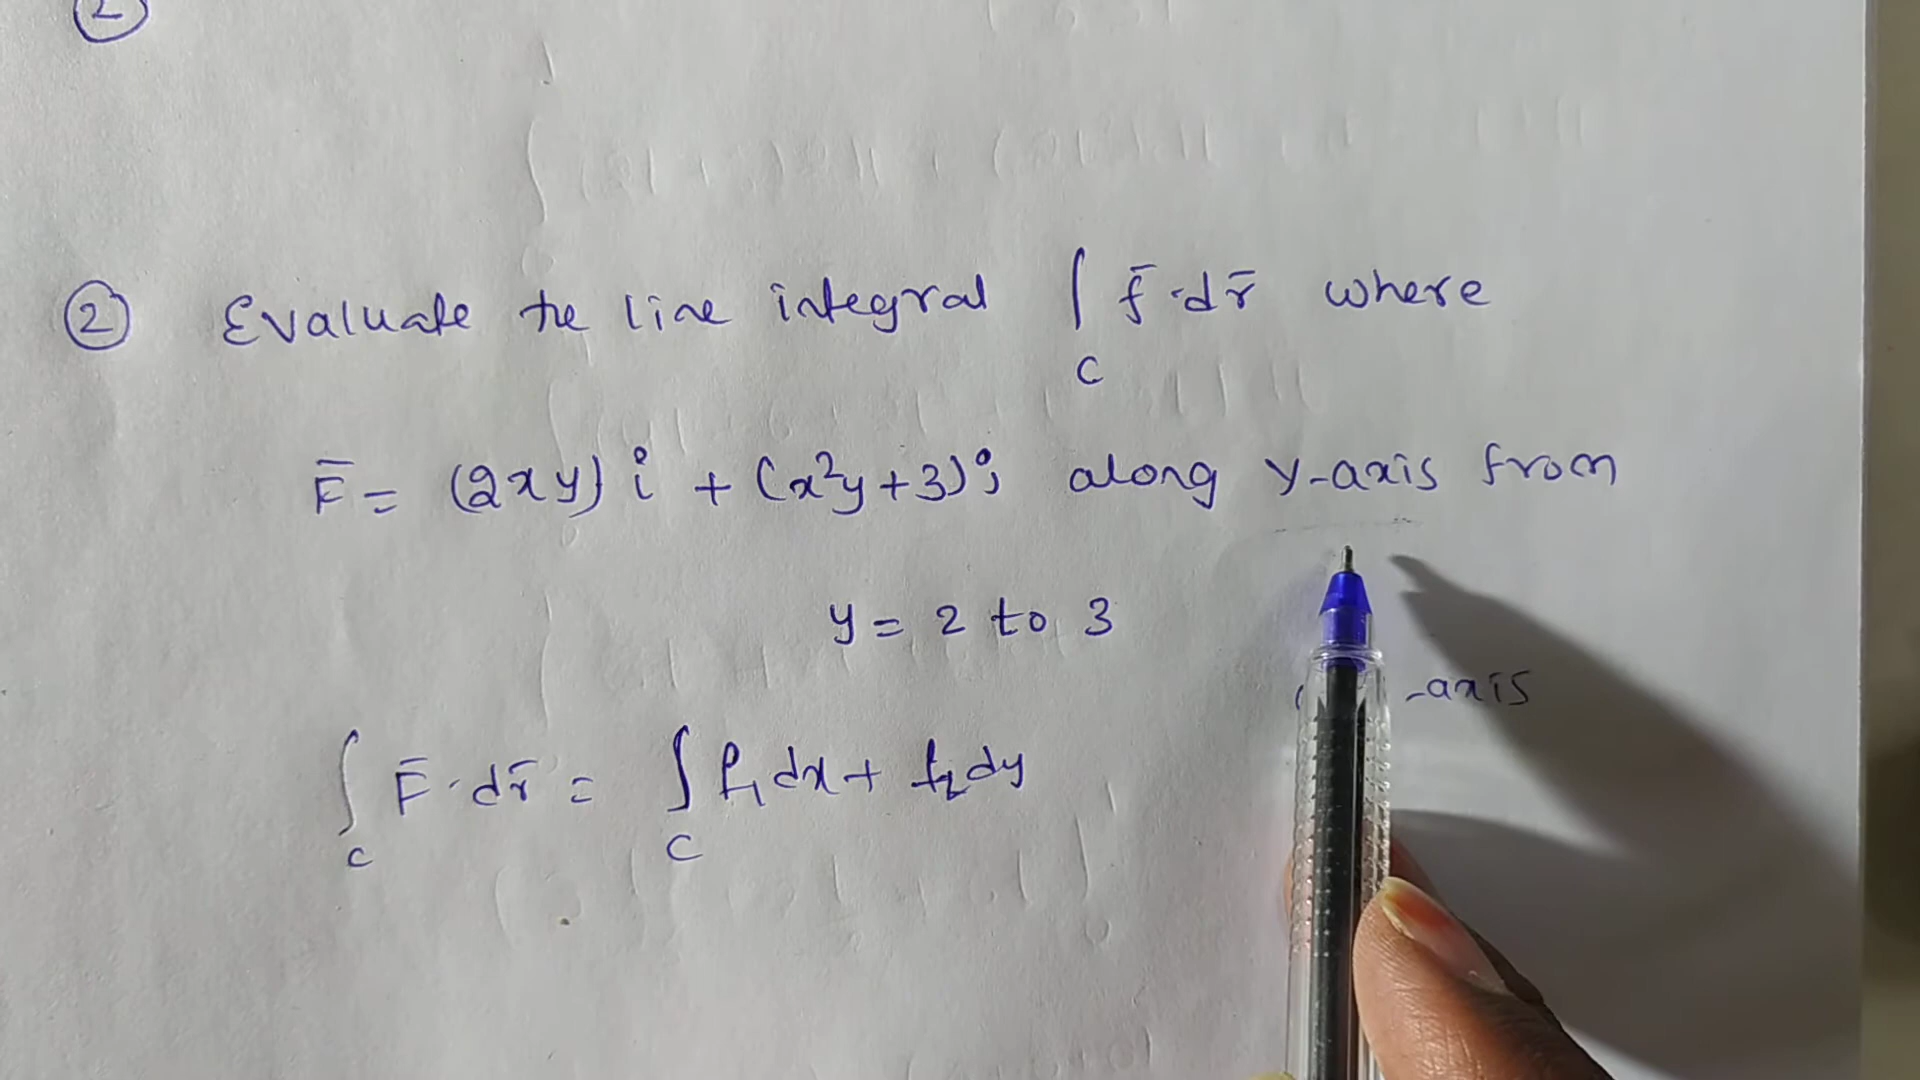 ②
② Evaluate the line integral ∫_C f̄·dr̄ where
F̄ = (2xy) i + (x²y+3) j along y-axis from
y = 2 to 3
-axis
∫_C F̄·dr̄ = ∫_C f₁dx + f₂dy